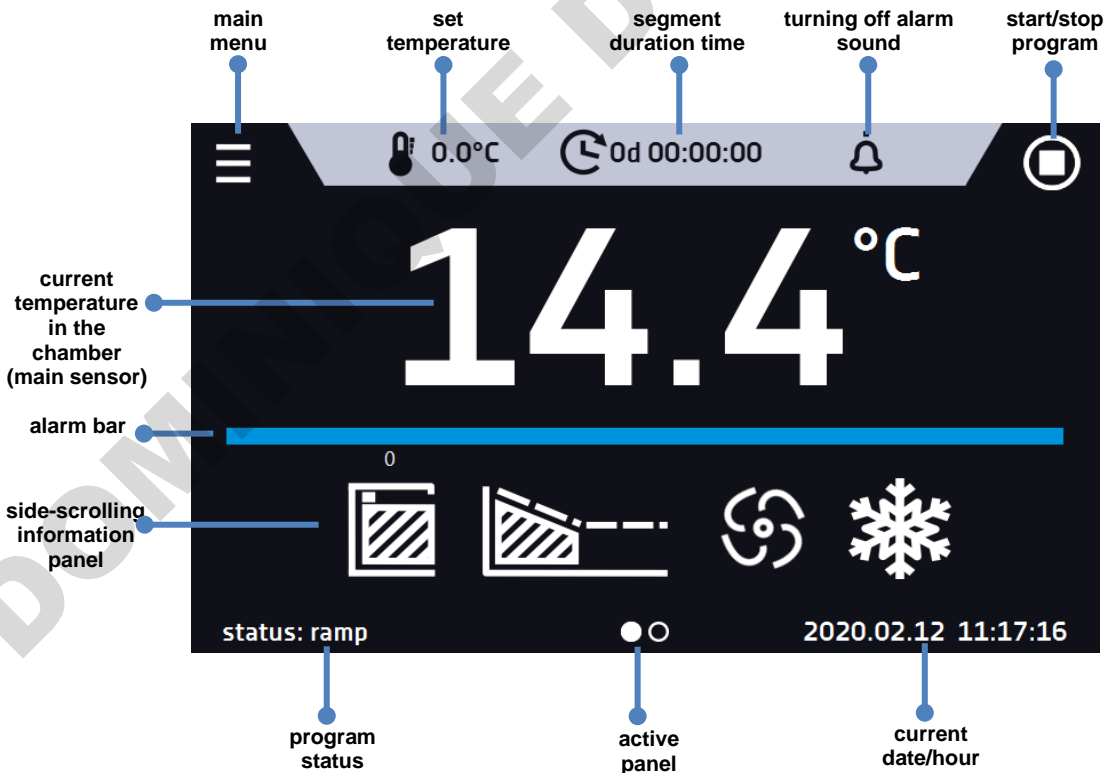 main
menu
set
temperature
segment
duration time
turning off alarm
sound
start/stop
program
0.0°C
0d 00:00:00
14.4 °C
current
temperature
in the
chamber
(main sensor)
alarm bar
0
side-scrolling
information
panel
status: ramp
2020.02.12 11:17:16
program
status
active
panel
current
date/hour
DOMINIQUE D